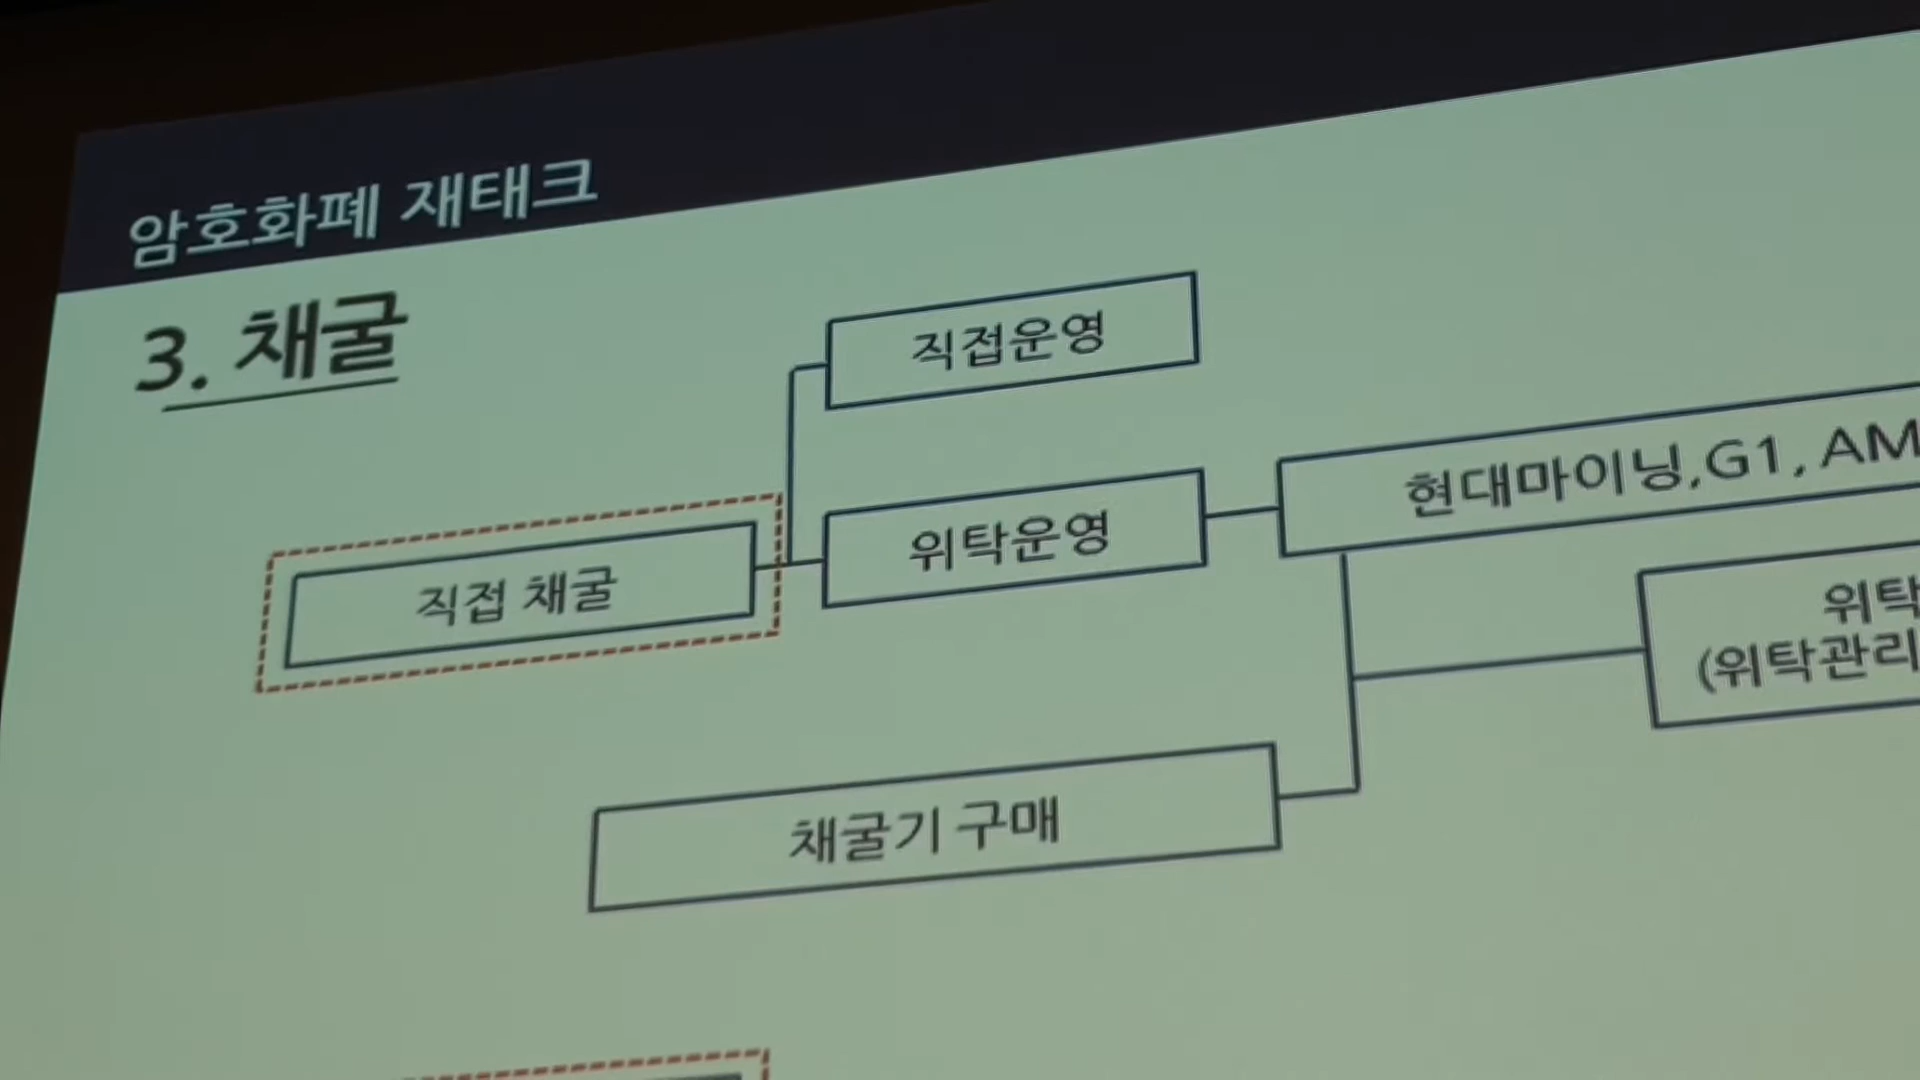 암호화폐 재태크
3. 채굴
직접운영
현대마이닝,G1, AM
위탁운영
직접 채굴
위탁
(위탁관리
채굴기 구매